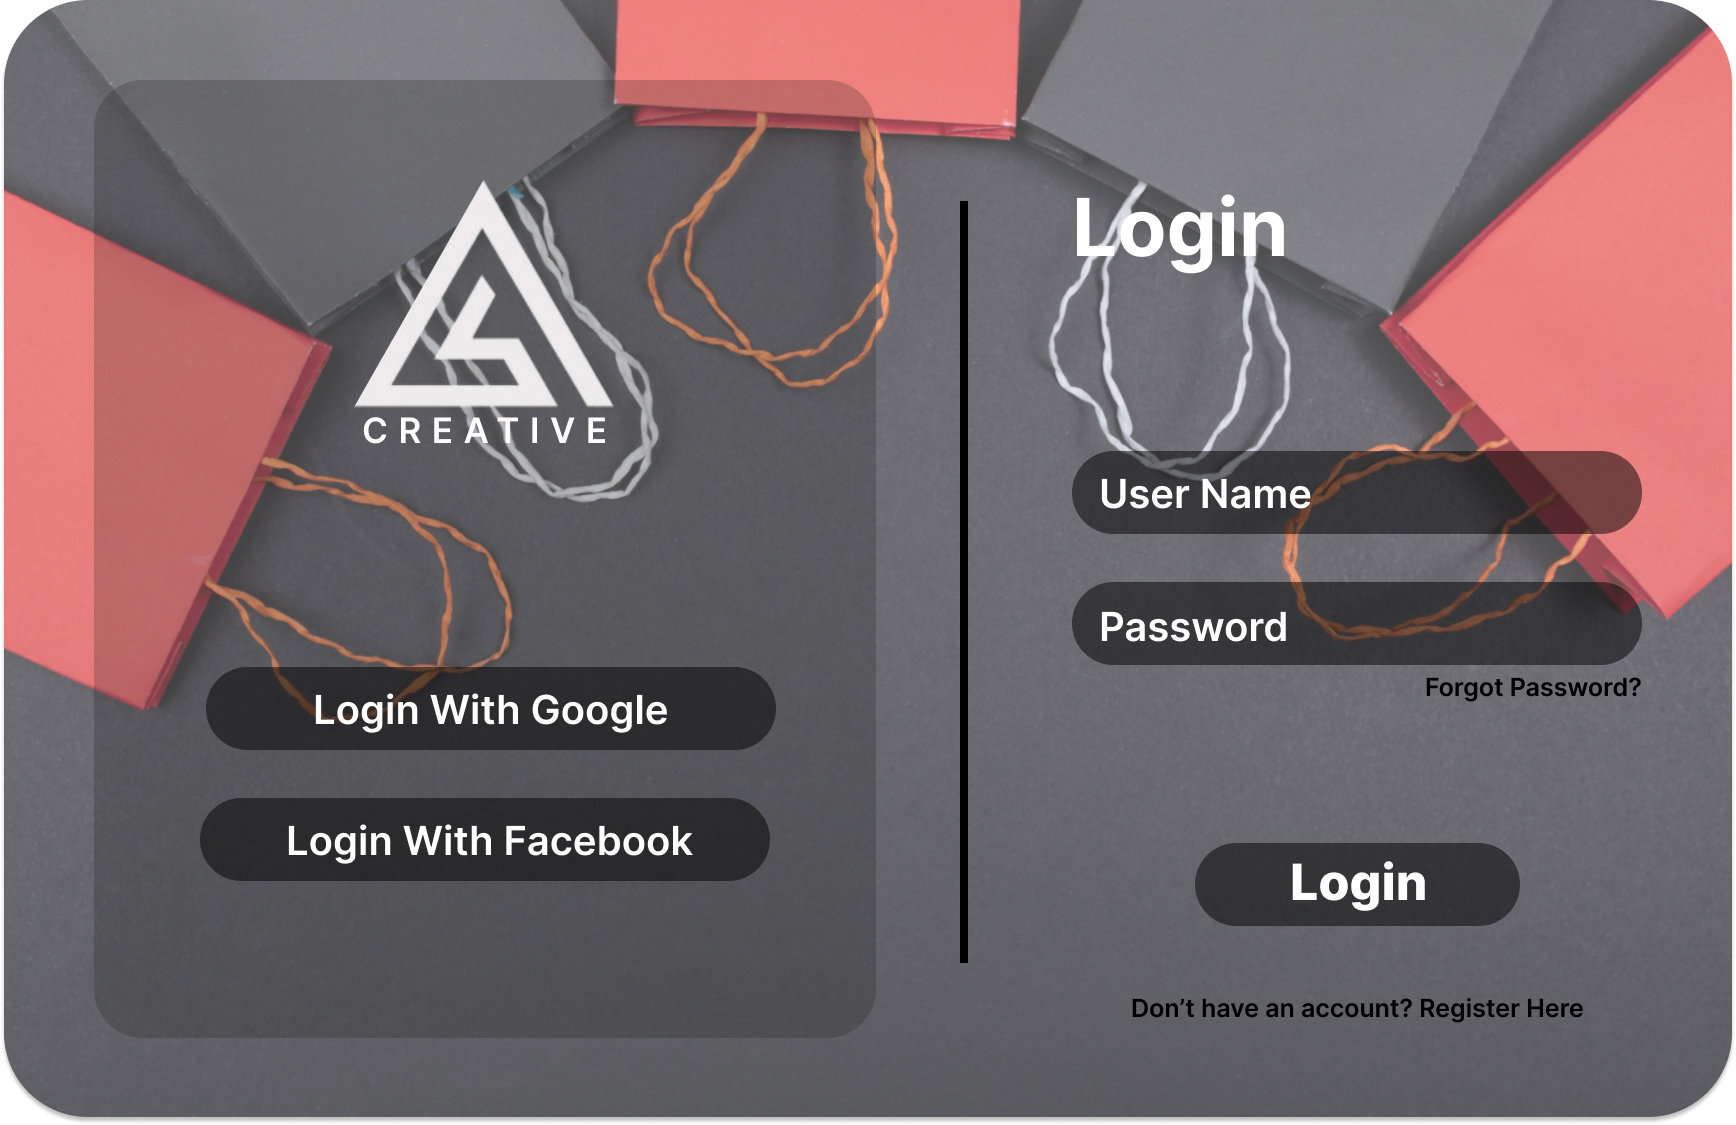 CREATIVE
Login With Google
Login With Facebook
Login
User Name
Password
Forgot Password?
Login
Don’t have an account? Register Here